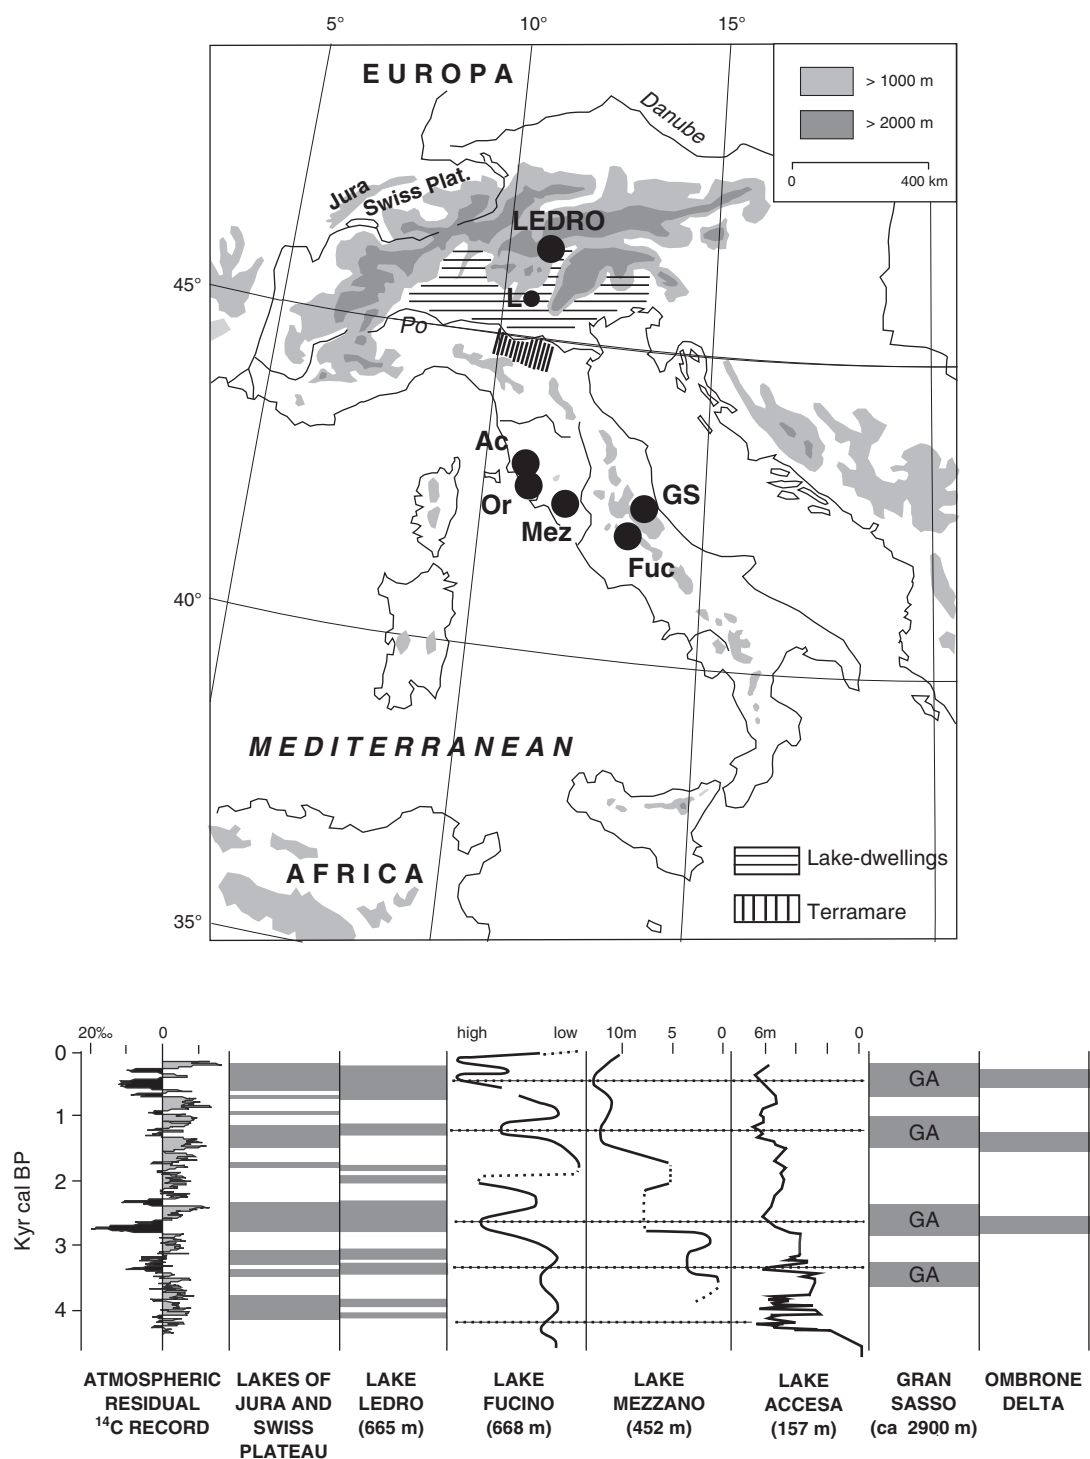 5° 10° 15°
EUROPA
> 1000 m
> 2000 m
0 400 km
Danube
Jura
Swiss Plat.
LEDRO
45°
L
Po
Ac
Or
GS
Mez
Fuc
40°
MEDITERRANEAN
AFRICA
Lake-dwellings
Terramare
35°
20‰ 0 high low 10m 5 0 6m 0
Kyr cal BP
0
1
2
3
4
GA
GA
GA
GA
ATMOSPHERIC
RESIDUAL
14C RECORD
LAKES OF
JURA AND
SWISS
PLATEAU
LAKE
LEDRO
(665 m)
LAKE
FUCINO
(668 m)
LAKE
MEZZANO
(452 m)
LAKE
ACCESA
(157 m)
GRAN
SASSO
(ca 2900 m)
OMBRONE
DELTA